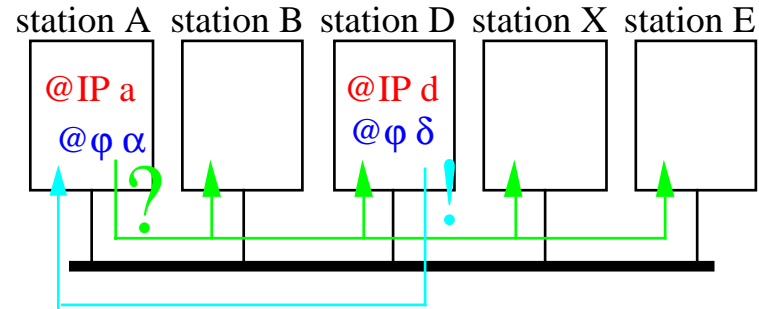 station A station B station D station X station E
@IP a @IP d
@φ α @φ δ
? !